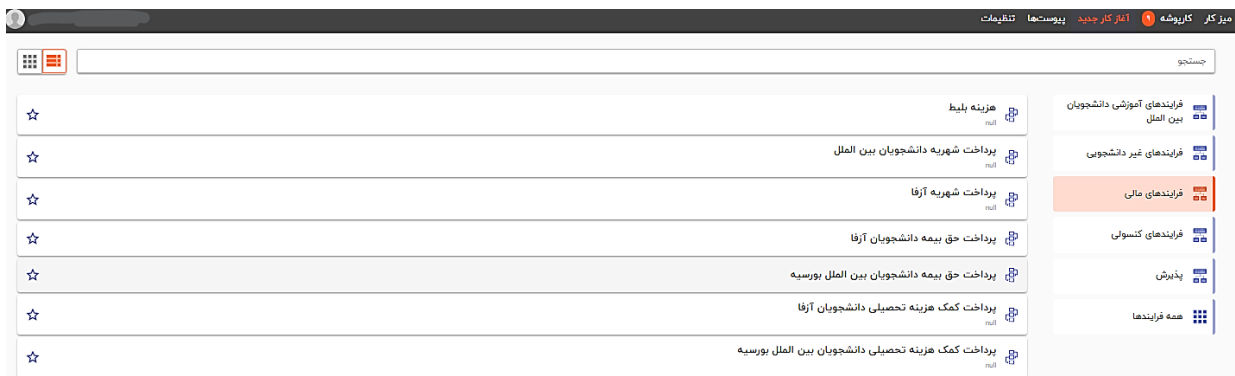 میز کار کارپوشه ۹ آغاز کار جدید پیوست‌ها تنظیمات
جستجو
فرایندهای آموزشی دانشجویان
بین الملل
فرایندهای غیر دانشجویی
فرایندهای مالی
فرایندهای کنسولی
پذیرش
همه فرایندها
هزینه بلیط
null
پرداخت شهریه دانشجویان بین الملل
null
پرداخت شهریه آزفا
null
پرداخت حق بیمه دانشجویان آزفا
پرداخت حق بیمه دانشجویان بین الملل بورسیه
پرداخت کمک هزینه تحصیلی دانشجویان آزفا
null
پرداخت کمک هزینه تحصیلی دانشجویان بین الملل بورسیه
null